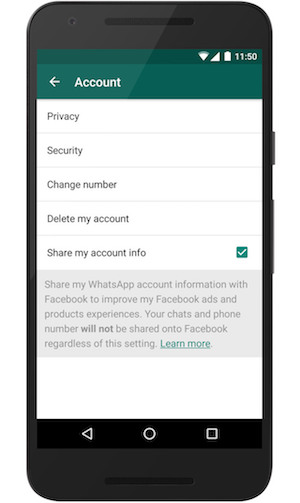 11:50
Account
Privacy
Security
Change number
Delete my account
Share my account info
Share my WhatsApp account information with
Facebook to improve my Facebook ads and
products experiences. Your chats and phone
number will not be shared onto Facebook
regardless of this setting. Learn more.